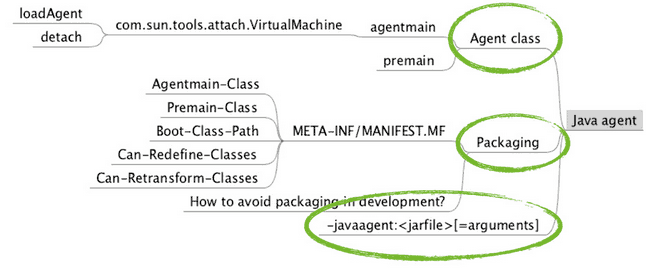 loadAgent
detach
com.sun.tools.attach.VirtualMachine
agentmain
premain
Agent class
Java agent
Agentmain-Class
Premain-Class
Boot-Class-Path
Can-Redefine-Classes
Can-Retransform-Classes
META-INF/MANIFEST.MF
Packaging
How to avoid packaging in development?
-javaagent:<jarfile>[=arguments]